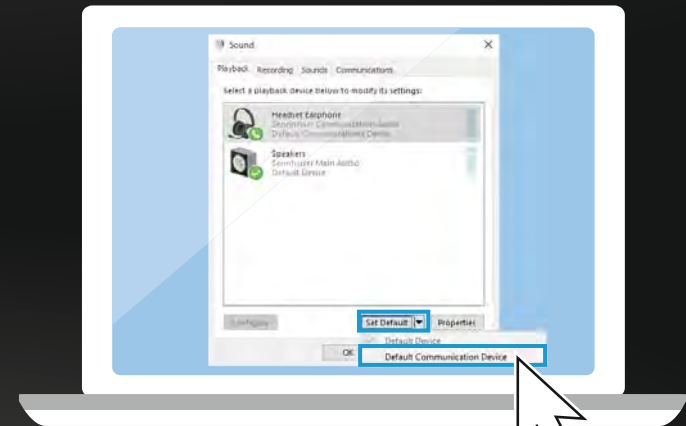 Sound
Playback Recording Sounds Communications
Select a playback device below to modify its settings:
Headset Earphone
Sennheiser Communication Audio
Default Communications Device
Speakers
Sennheiser Main Audio
Default Device
Configure
Set Default
Properties
Default Device
OK
Default Communication Device